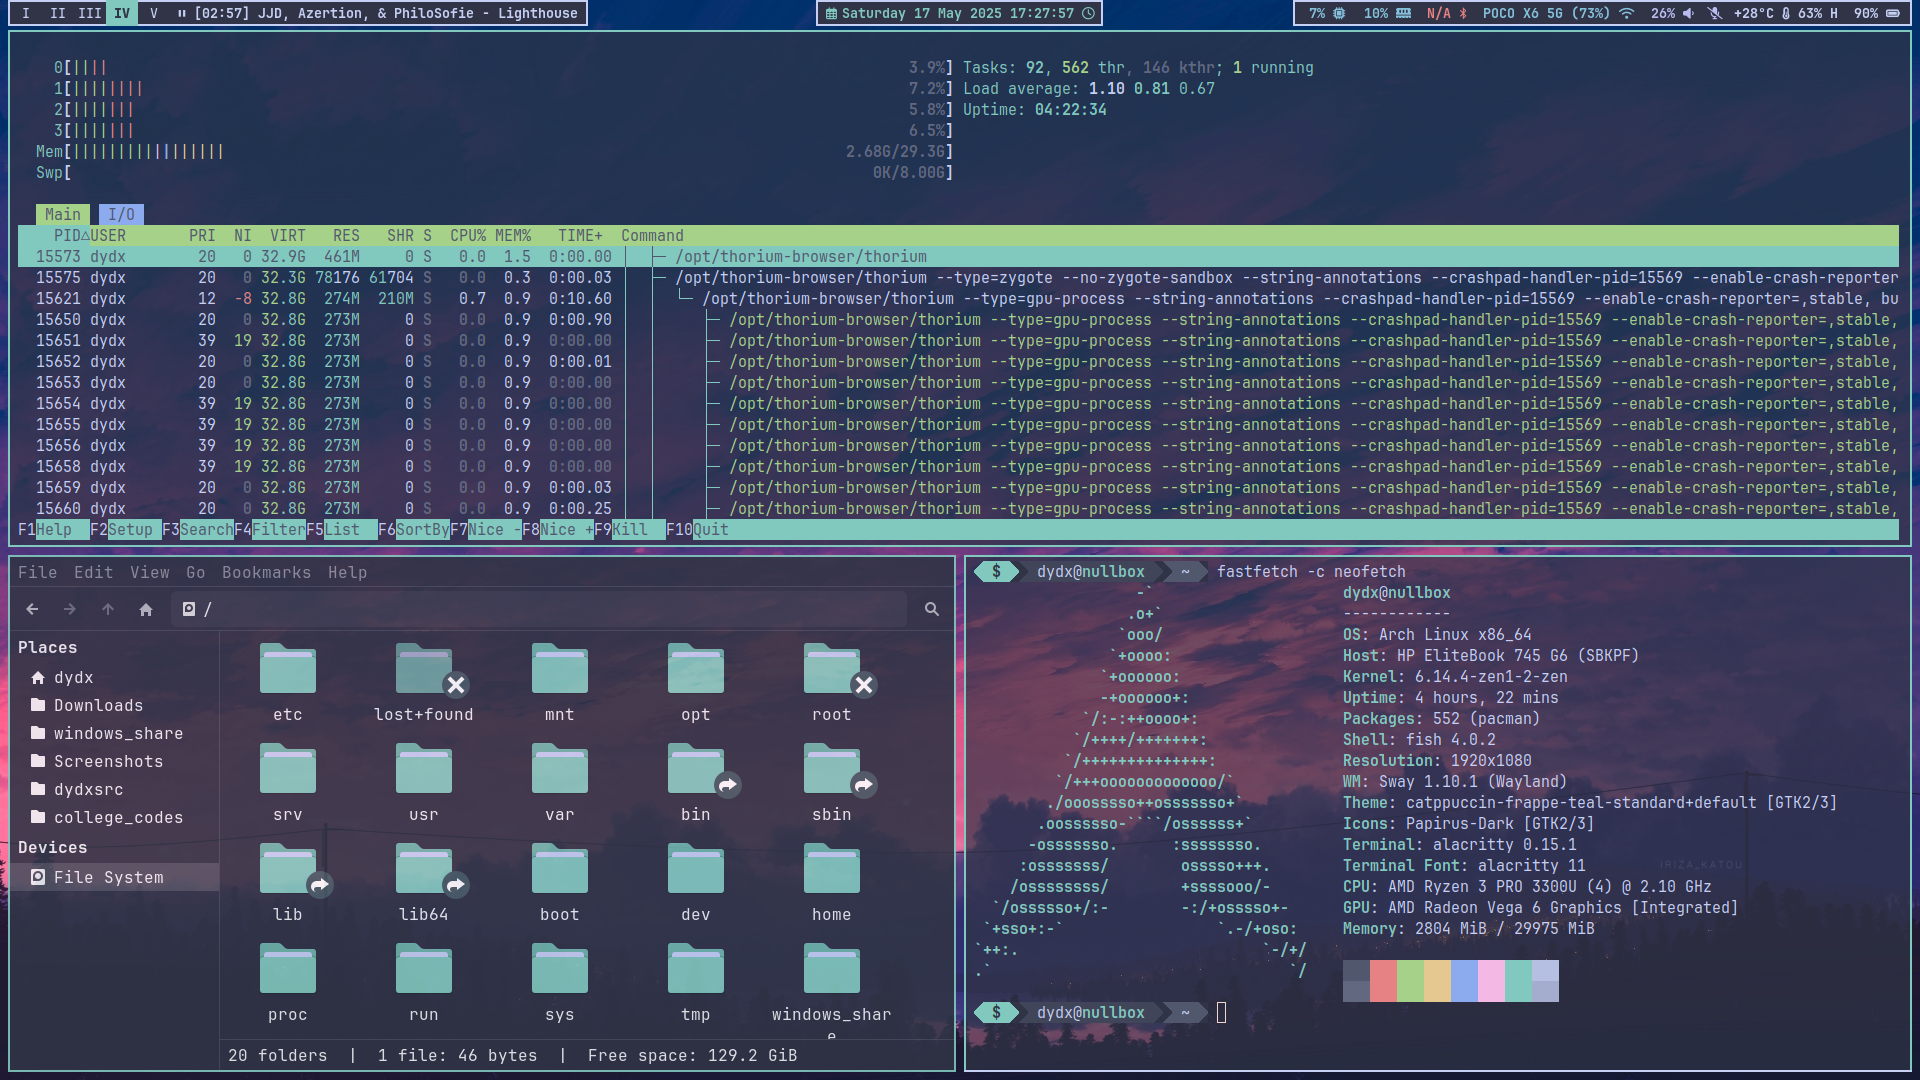 I II III IV V [02:57] JJD, Azertion, & PhiloSofie - Lighthouse
Saturday 17 May 2025 17:27:57
7% 10% N/A POCO X6 5G (73%) 26% +28°C 63% H 90%
0[|||| 3.9%] Tasks: 92, 562 thr, 146 kthr; 1 running
1[|||||||| 7.2%] Load average: 1.10 0.81 0.67
2[||||||| 5.8%] Uptime: 04:22:34
3[||||||| 6.5%]
Mem[||||||||||||||||| 2.68G/29.3G]
Swp[ 0K/8.00G]
Main I/O
PID△USER PRI NI VIRT RES SHR S CPU% MEM% TIME+ Command
15573 dydx 20 0 32.9G 461M 0 S 0.0 1.5 0:00.00 │ ├─ /opt/thorium-browser/thorium
15575 dydx 20 0 32.3G 78176 61704 S 0.0 0.3 0:00.03 │ ├─ /opt/thorium-browser/thorium --type=zygote --no-zygote-sandbox --string-annotations --crashpad-handler-pid=15569 --enable-crash-reporter
15621 dydx 12 -8 32.8G 274M 210M S 0.7 0.9 0:10.60 │ │ └─ /opt/thorium-browser/thorium --type=gpu-process --string-annotations --crashpad-handler-pid=15569 --enable-crash-reporter=,stable, bu
15650 dydx 20 0 32.8G 273M 0 S 0.0 0.9 0:00.90 │ │ ├─ /opt/thorium-browser/thorium --type=gpu-process --string-annotations --crashpad-handler-pid=15569 --enable-crash-reporter=,stable,
15651 dydx 39 19 32.8G 273M 0 S 0.0 0.9 0:00.00 │ │ ├─ /opt/thorium-browser/thorium --type=gpu-process --string-annotations --crashpad-handler-pid=15569 --enable-crash-reporter=,stable,
15652 dydx 20 0 32.8G 273M 0 S 0.0 0.9 0:00.01 │ │ ├─ /opt/thorium-browser/thorium --type=gpu-process --string-annotations --crashpad-handler-pid=15569 --enable-crash-reporter=,stable,
15653 dydx 20 0 32.8G 273M 0 S 0.0 0.9 0:00.00 │ │ ├─ /opt/thorium-browser/thorium --type=gpu-process --string-annotations --crashpad-handler-pid=15569 --enable-crash-reporter=,stable,
15654 dydx 39 19 32.8G 273M 0 S 0.0 0.9 0:00.00 │ │ ├─ /opt/thorium-browser/thorium --type=gpu-process --string-annotations --crashpad-handler-pid=15569 --enable-crash-reporter=,stable,
15655 dydx 39 19 32.8G 273M 0 S 0.0 0.9 0:00.00 │ │ ├─ /opt/thorium-browser/thorium --type=gpu-process --string-annotations --crashpad-handler-pid=15569 --enable-crash-reporter=,stable,
15656 dydx 39 19 32.8G 273M 0 S 0.0 0.9 0:00.00 │ │ ├─ /opt/thorium-browser/thorium --type=gpu-process --string-annotations --crashpad-handler-pid=15569 --enable-crash-reporter=,stable,
15658 dydx 39 19 32.8G 273M 0 S 0.0 0.9 0:00.00 │ │ ├─ /opt/thorium-browser/thorium --type=gpu-process --string-annotations --crashpad-handler-pid=15569 --enable-crash-reporter=,stable,
15659 dydx 20 0 32.8G 273M 0 S 0.0 0.9 0:00.03 │ │ ├─ /opt/thorium-browser/thorium --type=gpu-process --string-annotations --crashpad-handler-pid=15569 --enable-crash-reporter=,stable,
15660 dydx 20 0 32.8G 273M 0 S 0.0 0.9 0:00.25 │ │ ├─ /opt/thorium-browser/thorium --type=gpu-process --string-annotations --crashpad-handler-pid=15569 --enable-crash-reporter=,stable,
F1Help F2Setup F3SearchF4FilterF5List F6SortByF7Nice -F8Nice +F9Kill F10Quit
File Edit View Go Bookmarks Help
/
Places
dydx
Downloads
windows_share
Screenshots
dydxsrc
college_codes
Devices
File System
etc lost+found mnt opt root
srv usr var bin sbin
lib lib64 boot dev home
proc run sys tmp windows_share
20 folders | 1 file: 46 bytes | Free space: 129.2 GiB
$ dydx@nullbox ~ fastfetch -c neofetch
-` dydx@nullbox
.o+` ------------
`ooo/ OS: Arch Linux x86_64
`+oooo: Host: HP EliteBook 745 G6 (SBKPF)
`+oooooo: Kernel: 6.14.4-zen1-2-zen
-+oooooo+: Uptime: 4 hours, 22 mins
`/:-:++oooo+: Packages: 552 (pacman)
`/++++/+++++++: Shell: fish 4.0.2
`/++++++++++++++: Resolution: 1920x1080
`/+++ooooooooooooo/` WM: Sway 1.10.1 (Wayland)
./ooosssso++osssssso+` Theme: catppuccin-frappe-teal-standard+default [GTK2/3]
.oossssso-````/ossssss+` Icons: Papirus-Dark [GTK2/3]
-osssssso. :ssssssso. Terminal: alacritty 0.15.1
:osssssss/ osssso+++. Terminal Font: alacritty 11
/ossssssss/ +ssssooo/- CPU: AMD Ryzen 3 PRO 3300U (4) @ 2.10 GHz
`/ossssso+/:- -:/+osssso+- GPU: AMD Radeon Vega 6 Graphics [Integrated]
`+sso+:-` `.-/+oso: Memory: 2804 MiB / 29975 MiB
`++:. `-/+/
.` `/
IRIZA_KATOU
$ dydx@nullbox ~